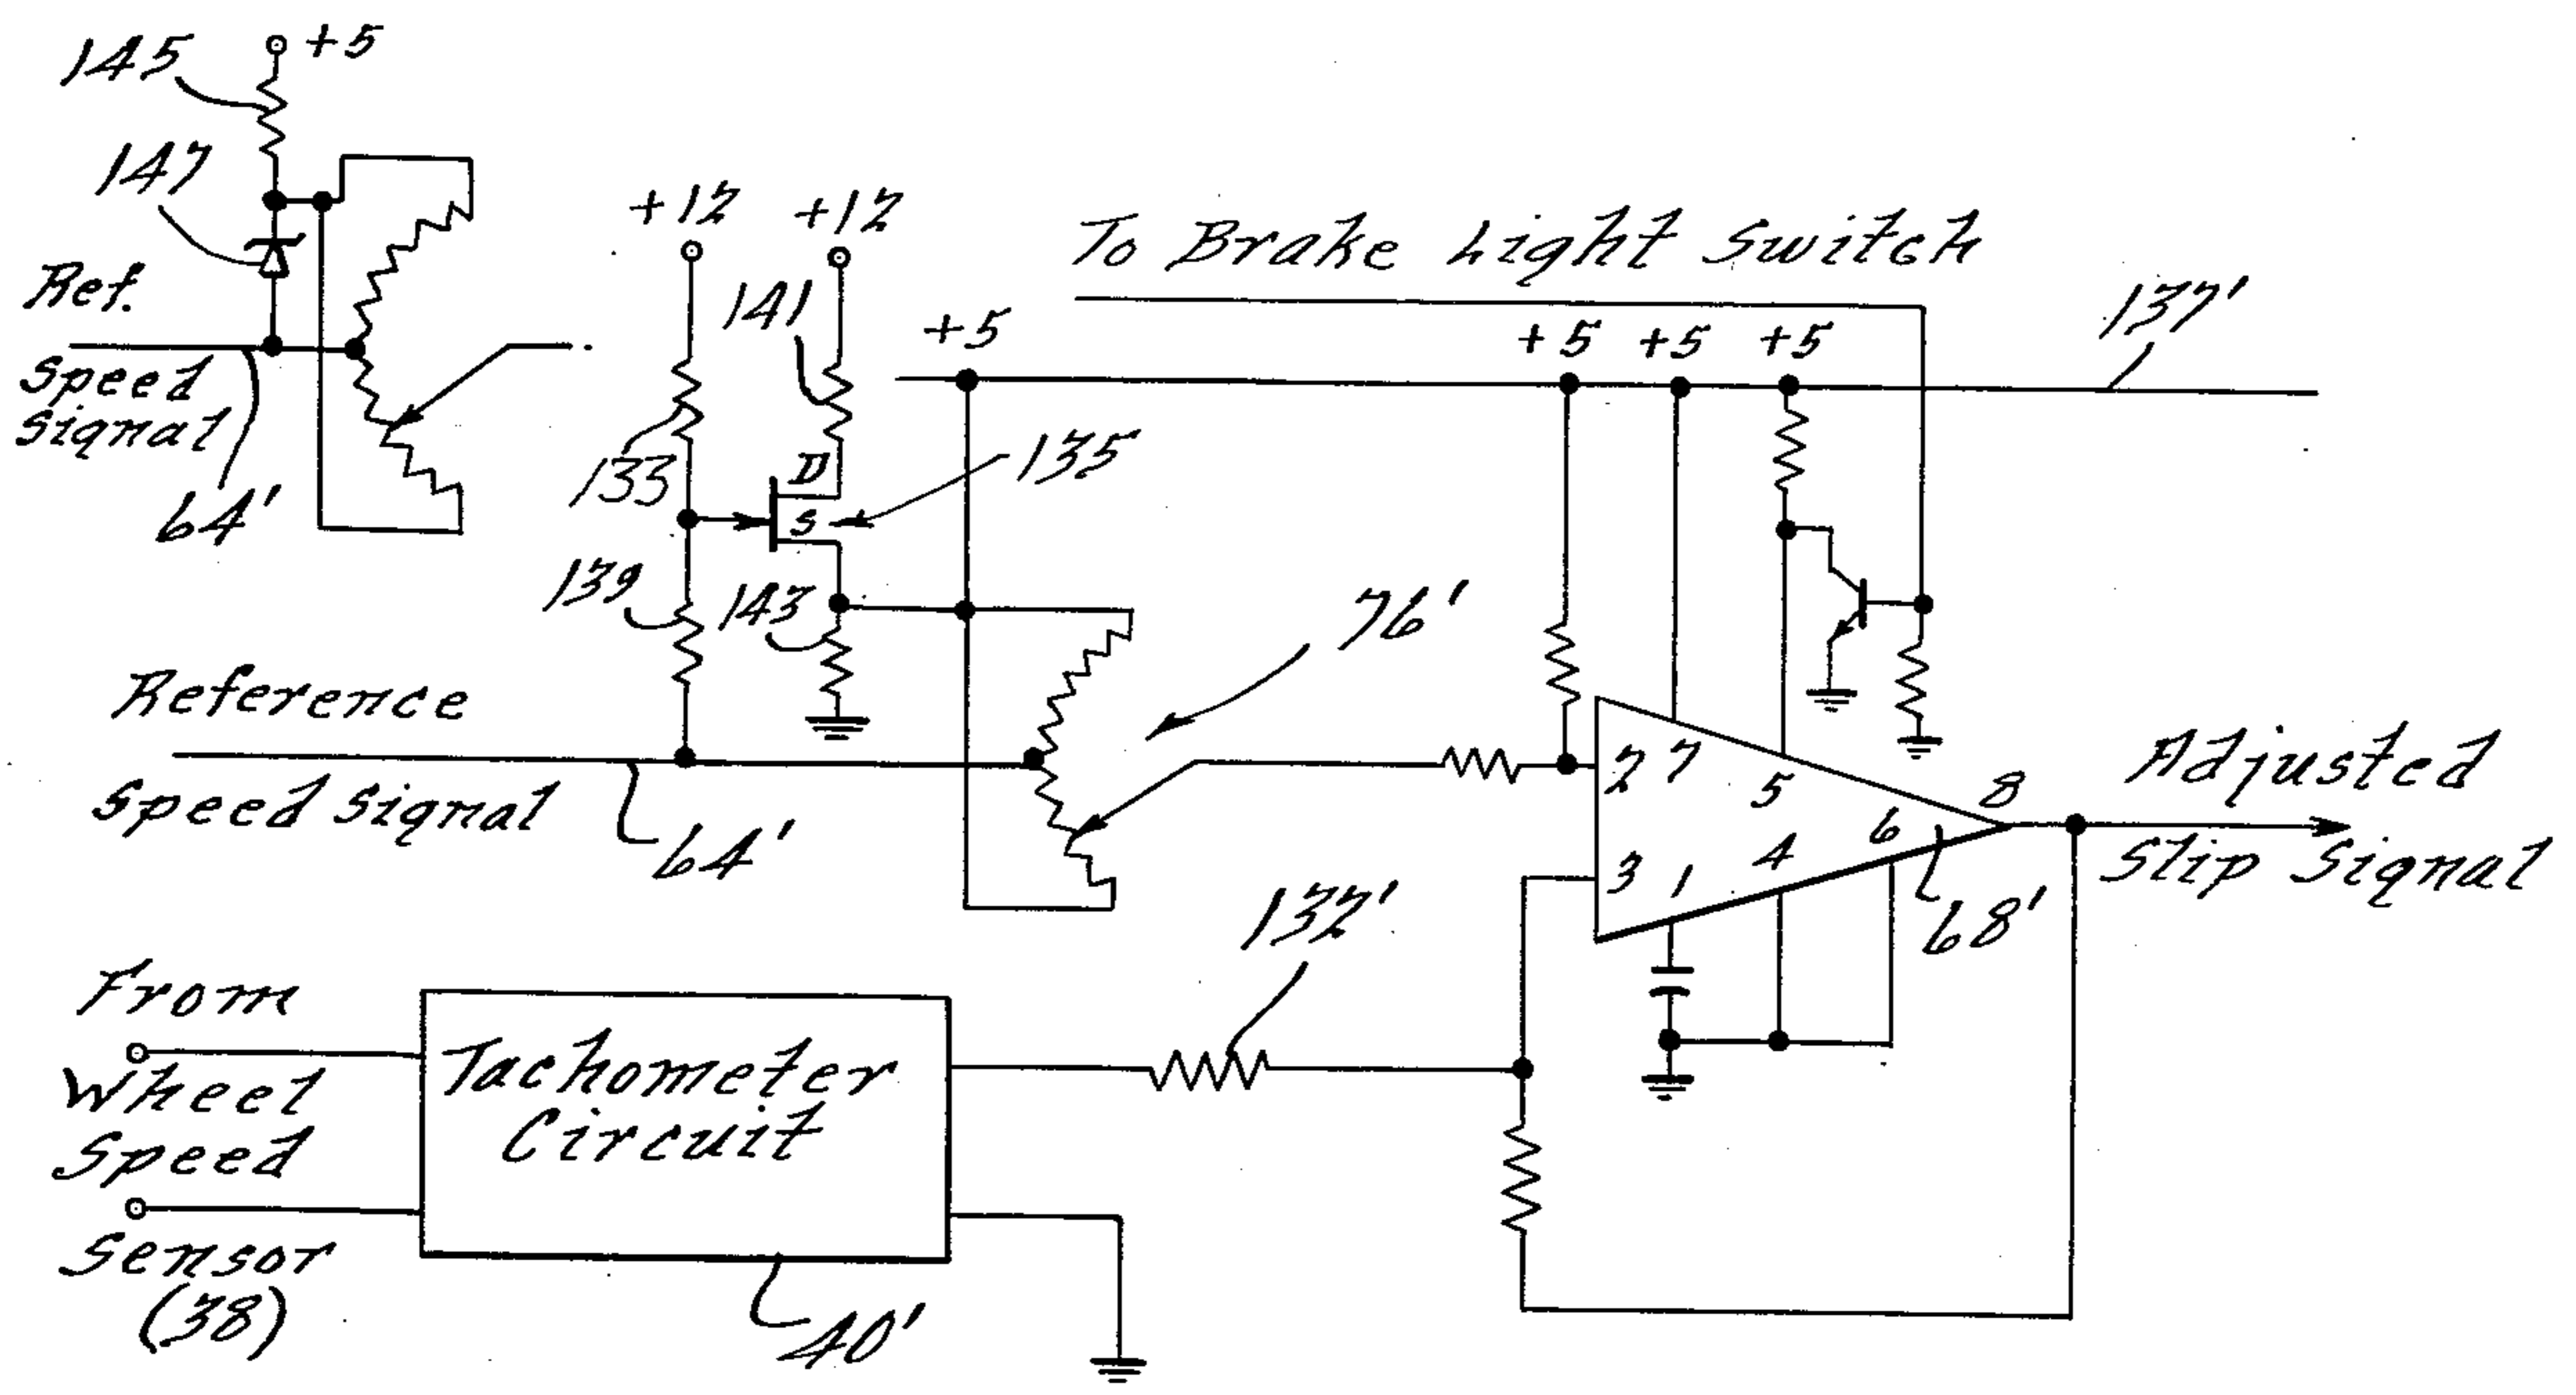 145
+5
147
Ref.
Speed
Signal
64'
+12
+12
141
133
D
S
135
139
143
To Brake Light Switch
137'
+5
+5
+5
+5
76'
Reference
Speed Signal
64'
2
7
5
8
3
1
4
6
68'
Adjusted
Slip Signal
132'
From
Wheel
Speed
Sensor
(38)
Tachometer
Circuit
40'